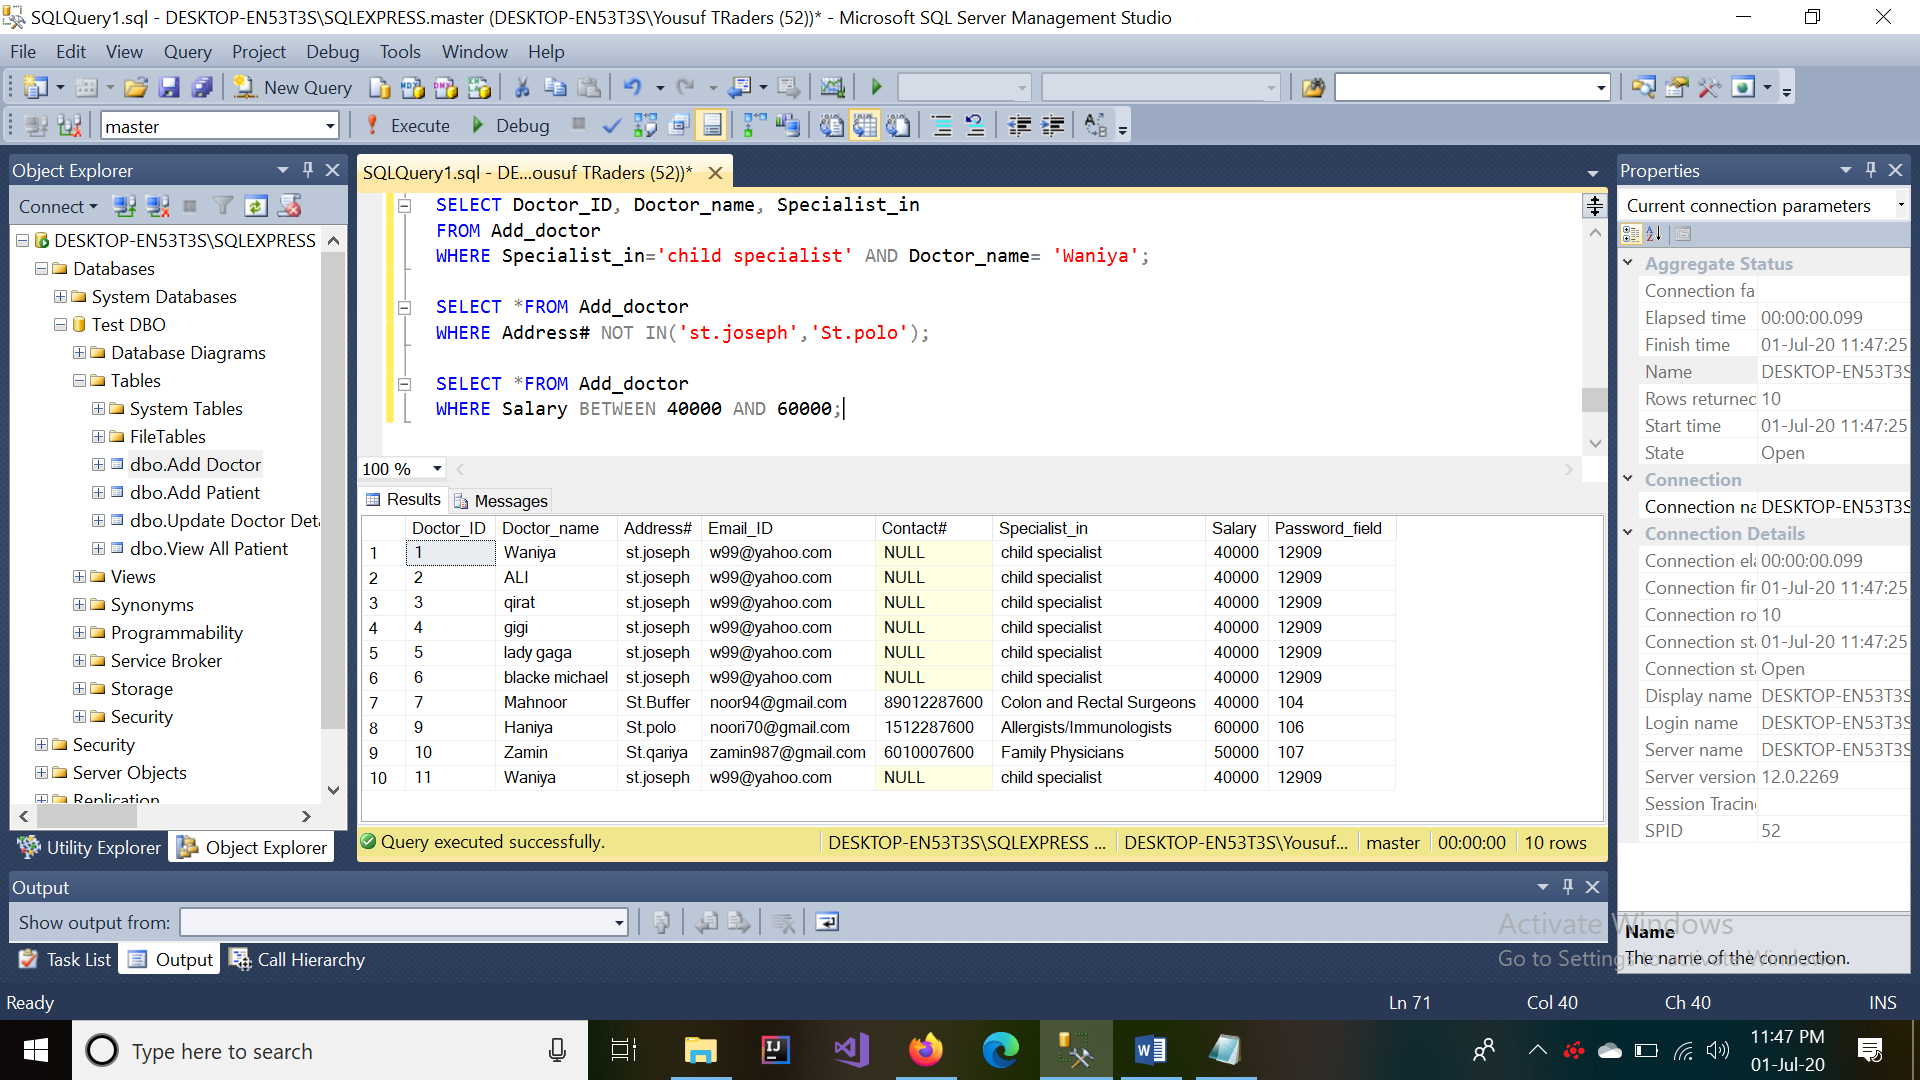 SQLQuery1.sql - DESKTOP-EN53T3S\SQLEXPRESS.master (DESKTOP-EN53T3S\Yousuf TRaders (52))* - Microsoft SQL Server Management Studio
File Edit View Query Project Debug Tools Window Help
New Query
master Execute Debug
Object Explorer
Connect
DESKTOP-EN53T3S\SQLEXPRESS
Databases
System Databases
Test DBO
Database Diagrams
Tables
System Tables
FileTables
dbo.Add Doctor
dbo.Add Patient
dbo.Update Doctor Deta
dbo.View All Patient
Views
Synonyms
Programmability
Service Broker
Storage
Security
Security
Server Objects
Replication
Utility Explorer Object Explorer
SQLQuery1.sql - DE...ousuf TRaders (52))*
SELECT Doctor_ID, Doctor_name, Specialist_in
FROM Add_doctor
WHERE Specialist_in='child specialist' AND Doctor_name= 'Waniya';
SELECT *FROM Add_doctor
WHERE Address# NOT IN('st.joseph','St.polo');
SELECT *FROM Add_doctor
WHERE Salary BETWEEN 40000 AND 60000;
100 %
Results Messages
Doctor_ID Doctor_name Address# Email_ID Contact# Specialist_in Salary Password_field
1 1 Waniya st.joseph w99@yahoo.com NULL child specialist 40000 12909
2 2 ALI st.joseph w99@yahoo.com NULL child specialist 40000 12909
3 3 qirat st.joseph w99@yahoo.com NULL child specialist 40000 12909
4 4 gigi st.joseph w99@yahoo.com NULL child specialist 40000 12909
5 5 lady gaga st.joseph w99@yahoo.com NULL child specialist 40000 12909
6 6 blacke michael st.joseph w99@yahoo.com NULL child specialist 40000 12909
7 7 Mahnoor St.Buffer noor94@gmail.com 89012287600 Colon and Rectal Surgeons 40000 104
8 9 Haniya St.polo noori70@gmail.com 1512287600 Allergists/Immunologists 60000 106
9 10 Zamin St.qariya zamin987@gmail.com 6010007600 Family Physicians 50000 107
10 11 Waniya st.joseph w99@yahoo.com NULL child specialist 40000 12909
Query executed successfully. DESKTOP-EN53T3S\SQLEXPRESS ... DESKTOP-EN53T3S\Yousuf... master 00:00:00 10 rows
Properties
Current connection parameters
Aggregate Status
Connection fa
Elapsed time 00:00:00.099
Finish time 01-Jul-20 11:47:25
Name DESKTOP-EN53T3S
Rows returned 10
Start time 01-Jul-20 11:47:25
State Open
Connection
Connection na DESKTOP-EN53T3S
Connection Details
Connection ela 00:00:00.099
Connection fin 01-Jul-20 11:47:25
Connection ro 10
Connection sta 01-Jul-20 11:47:25
Connection sta Open
Display name DESKTOP-EN53T3S
Login name DESKTOP-EN53T3S
Server name DESKTOP-EN53T3S
Server version 12.0.2269
Session Tracin
SPID 52
Name
The name of the connection.
Activate Windows
Go to Settings to activate Windows.
Output
Show output from:
Task List Output Call Hierarchy
Ready Ln 71 Col 40 Ch 40 INS
Type here to search
11:47 PM
01-Jul-20